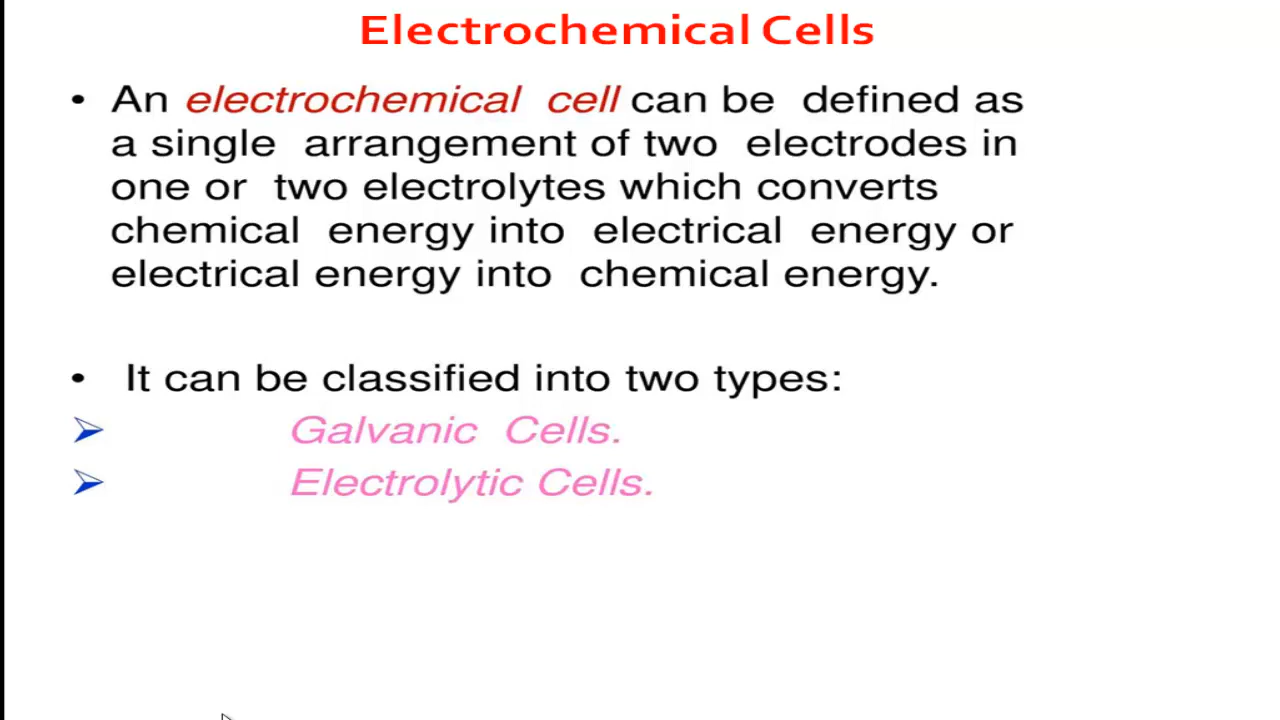 Electrochemical Cells
• An electrochemical cell can be defined as
a single arrangement of two electrodes in
one or two electrolytes which converts
chemical energy into electrical energy or
electrical energy into chemical energy.
• It can be classified into two types:
➢ Galvanic Cells.
➢ Electrolytic Cells.